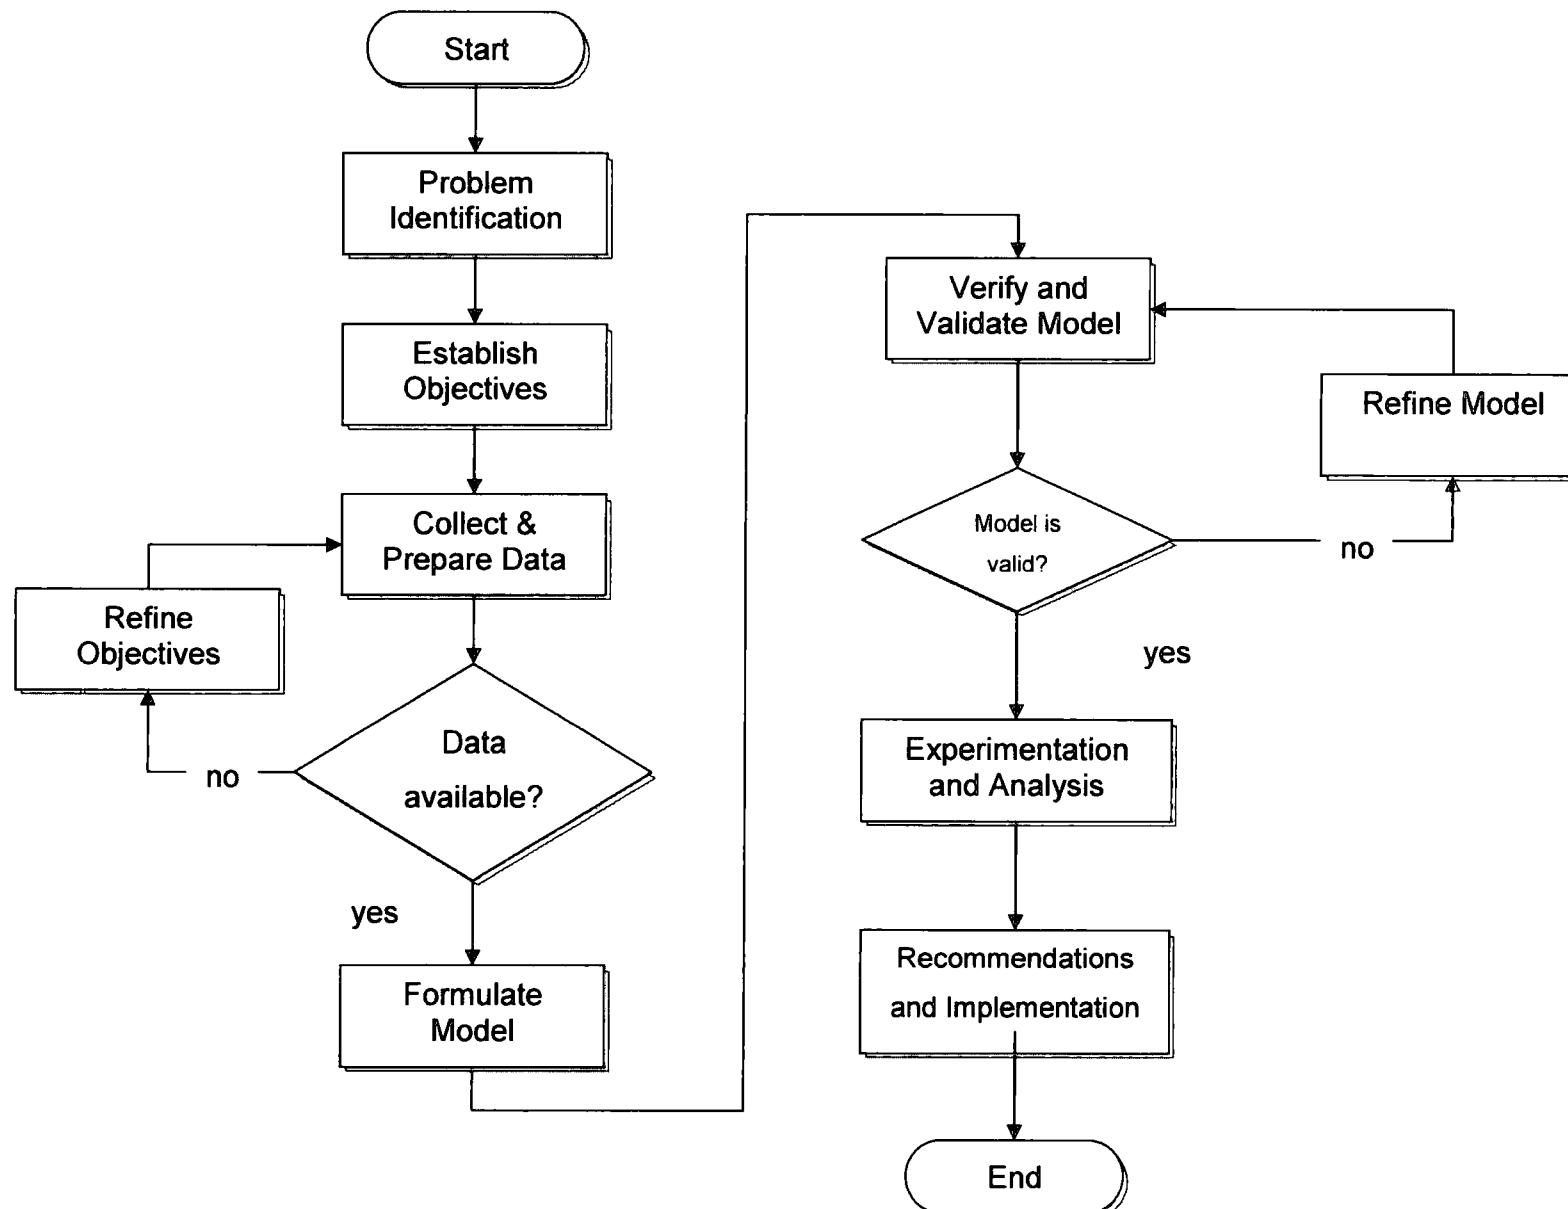 Start
Problem
Identification
Establish
Objectives
Collect &
Prepare Data
Refine
Objectives
Data
available?
no
yes
Formulate
Model
Verify and
Validate Model
Refine Model
Model is
valid?
no
yes
Experimentation
and Analysis
Recommendations
and Implementation
End